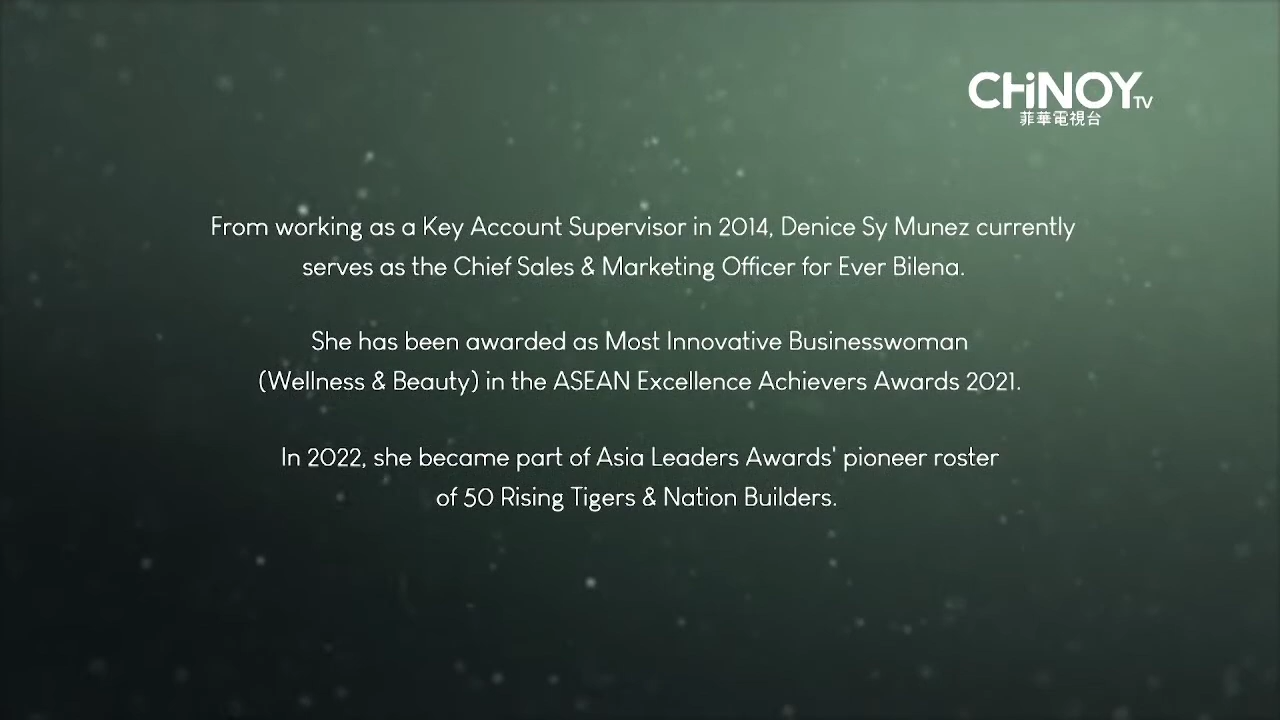 CHiNOY TV
菲華電視台
From working as a Key Account Supervisor in 2014, Denice Sy Munez currently
serves as the Chief Sales & Marketing Officer for Ever Bilena.
She has been awarded as Most Innovative Businesswoman
(Wellness & Beauty) in the ASEAN Excellence Achievers Awards 2021.
In 2022, she became part of Asia Leaders Awards' pioneer roster
of 50 Rising Tigers & Nation Builders.